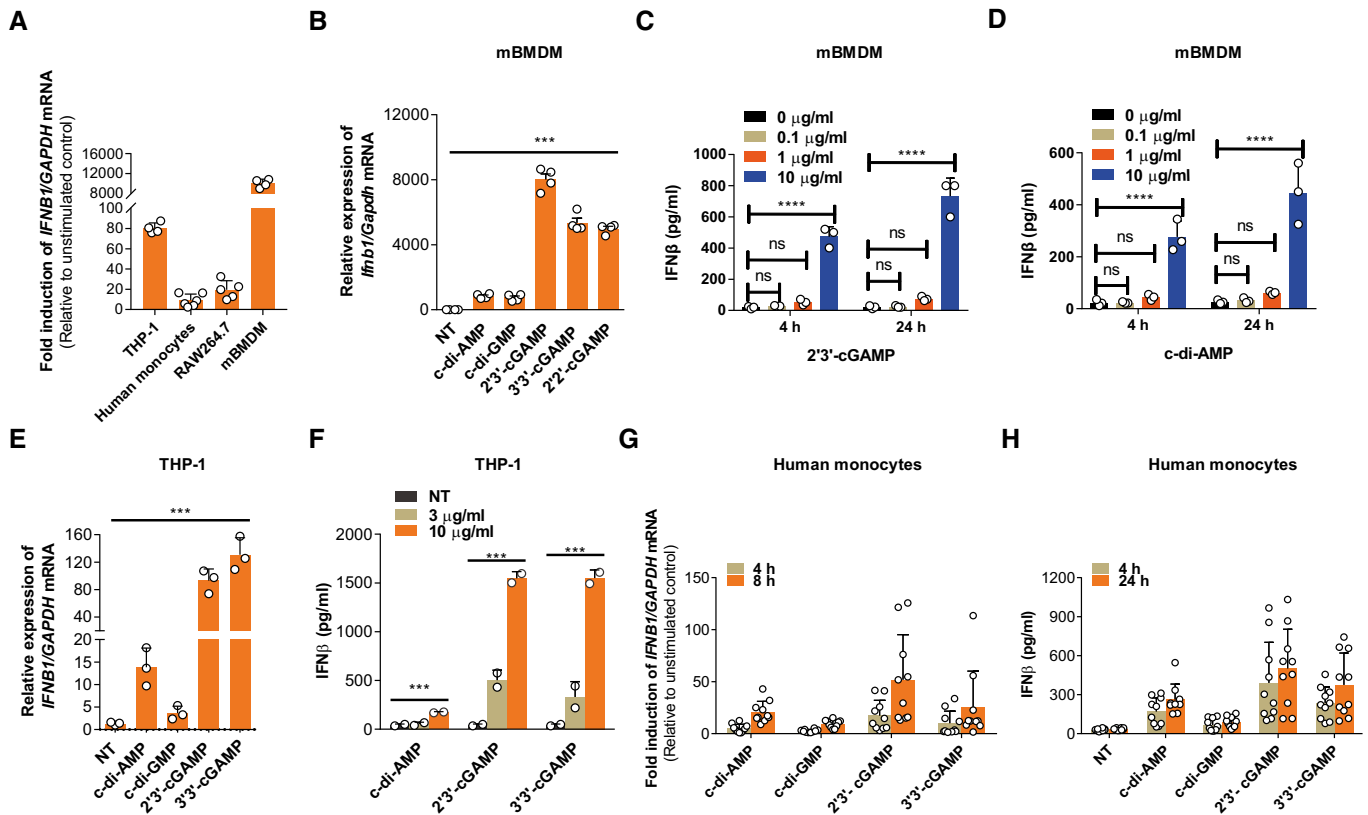 A
Fold induction of IFNB1/GAPDH mRNA
(Relative to unstimulated control)
16000
12000
8000
100
80
60
40
20
0
THP-1
Human monocytes
RAW264.7
mBMDM
B
mBMDM
Relative expression of
Ifnb1/Gapdh mRNA
12000
8000
4000
0
***
NT
c-di-AMP
c-di-GMP
2'3'-cGAMP
3'3'-cGAMP
2'2'-cGAMP
C
mBMDM
0 μg/ml
0.1 μg/ml
1 μg/ml
10 μg/ml
IFNβ (pg/ml)
1000
800
600
400
200
0
ns
ns
****
ns
ns
****
4 h
24 h
2'3'-cGAMP
D
mBMDM
0 μg/ml
0.1 μg/ml
1 μg/ml
10 μg/ml
IFNβ (pg/ml)
600
400
200
0
ns
ns
****
ns
ns
****
4 h
24 h
c-di-AMP
E
THP-1
Relative expression of
IFNB1/GAPDH mRNA
160
120
80
40
15
10
5
0
***
NT
c-di-AMP
c-di-GMP
2'3'-cGAMP
3'3'-cGAMP
F
THP-1
NT
3 μg/ml
10 μg/ml
IFNβ (pg/ml)
2000
1500
1000
500
0
***
***
***
c-di-AMP
2'3'-cGAMP
3'3'-cGAMP
G
Human monocytes
Fold induction of IFNB1/GAPDH mRNA
(Relative to unstimulated control)
4 h
8 h
150
100
50
0
c-di-AMP
c-di-GMP
2'3'- cGAMP
3'3'-cGAMP
H
Human monocytes
4 h
24 h
IFNβ (pg/ml)
1200
900
600
300
0
NT
c-di-AMP
c-di-GMP
2'3'- cGAMP
3'3'-cGAMP